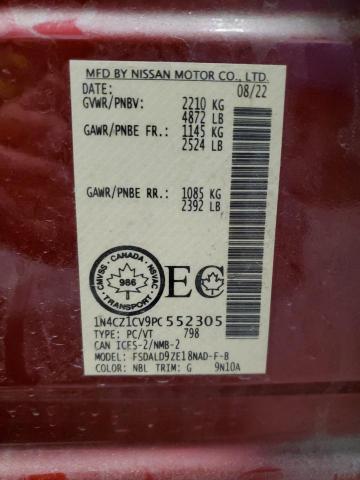 MFD BY NISSAN MOTOR CO., LTD.
DATE: 08/22
GVWR/PNBV: 2210 KG
4872 LB
GAWR/PNBE FR.: 1145 KG
2524 LB
GAWR/PNBE RR.: 1085 KG
2392 LB
CANADA
CMVSS NSVAC
986
TRANSPORT
EC
1N4CZ1CV9PC552305
TYPE: PC/VT 798
CAN ICES-2/NMB-2
MODEL: FSDALD9ZE18NAD-F-B
COLOR: NBL TRIM: G 9N10A